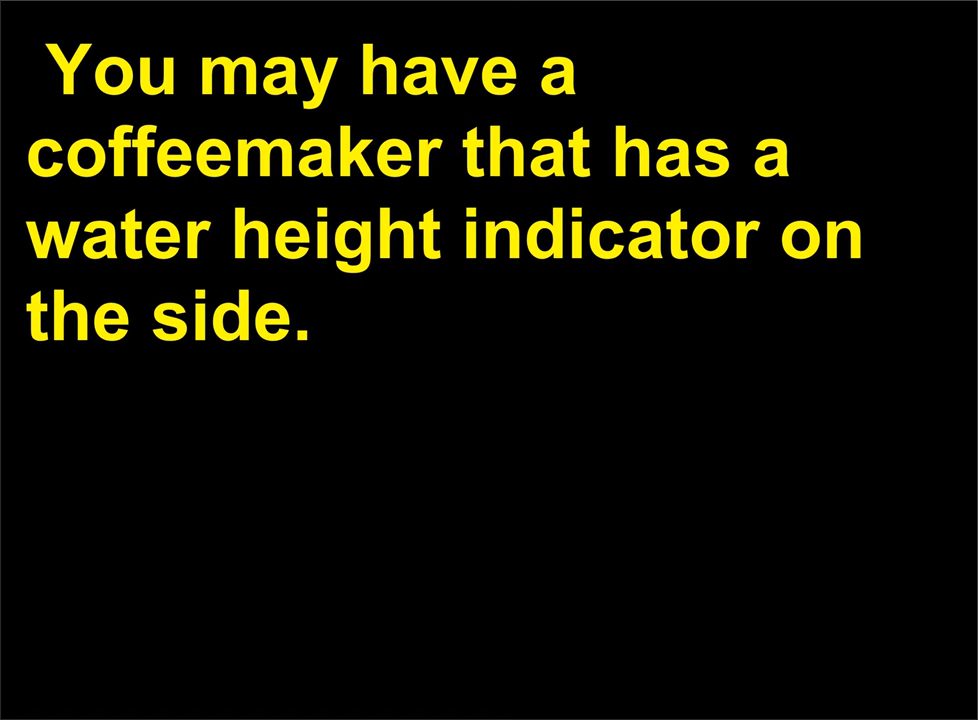 You may have a
coffeemaker that has a
water height indicator on
the side.